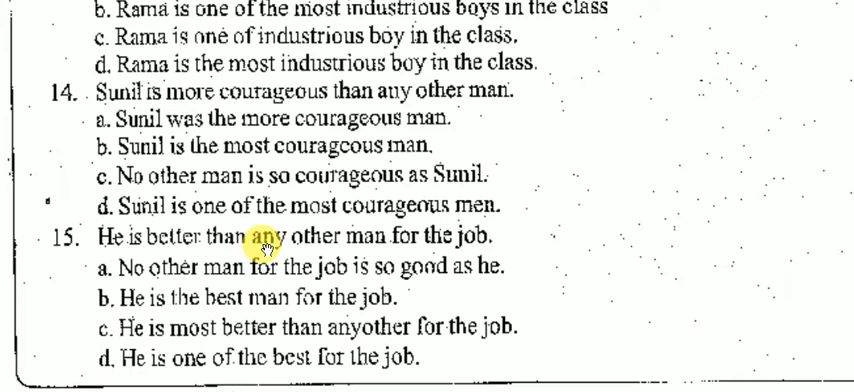 b. Rama is one of the most industrious boys in the class
c. Rama is one of industrious boy in the class.
d. Rama is the most industrious boy in the class.
14. Sunil is more courageous than any other man.
a. Sunil was the more courageous man.
b. Sunil is the most courageous man.
c. No other man is so courageous as Sunil.
d. Sunil is one of the most courageous men.
15. He is better than any other man for the job.
a. No other man for the job is so good as he.
b. He is the best man for the job.
c. He is most better than anyother for the job.
d. He is one of the best for the job.